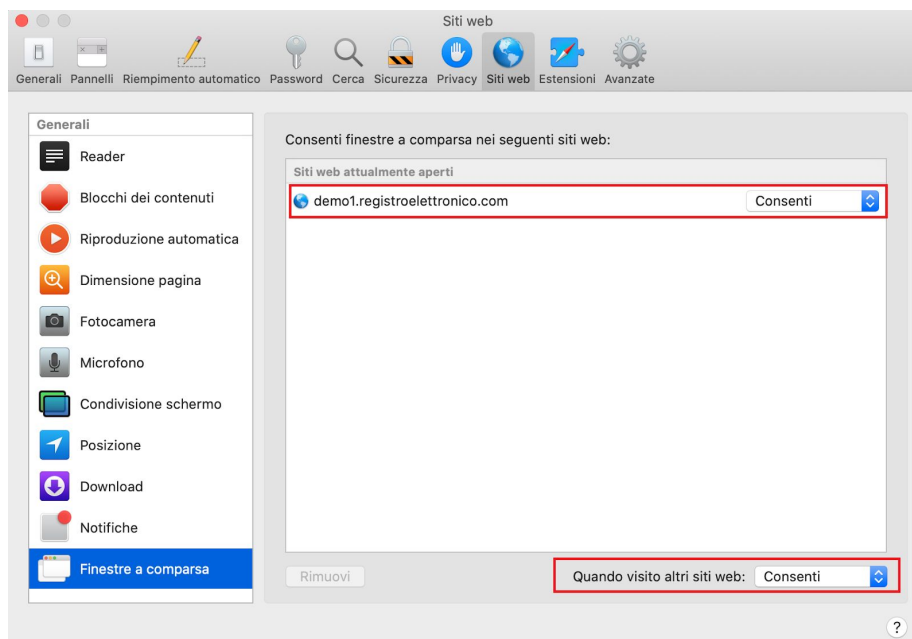 Siti web
Generali Pannelli Riempimento automatico Password Cerca Sicurezza Privacy Siti web Estensioni Avanzate
Generali
Reader
Blocchi dei contenuti
Riproduzione automatica
Dimensione pagina
Fotocamera
Microfono
Condivisione schermo
Posizione
Download
Notifiche
Finestre a comparsa
Consenti finestre a comparsa nei seguenti siti web:
Siti web attualmente aperti
demo1.registroelettronico.com Consenti
Rimuovi
Quando visito altri siti web: Consenti
?